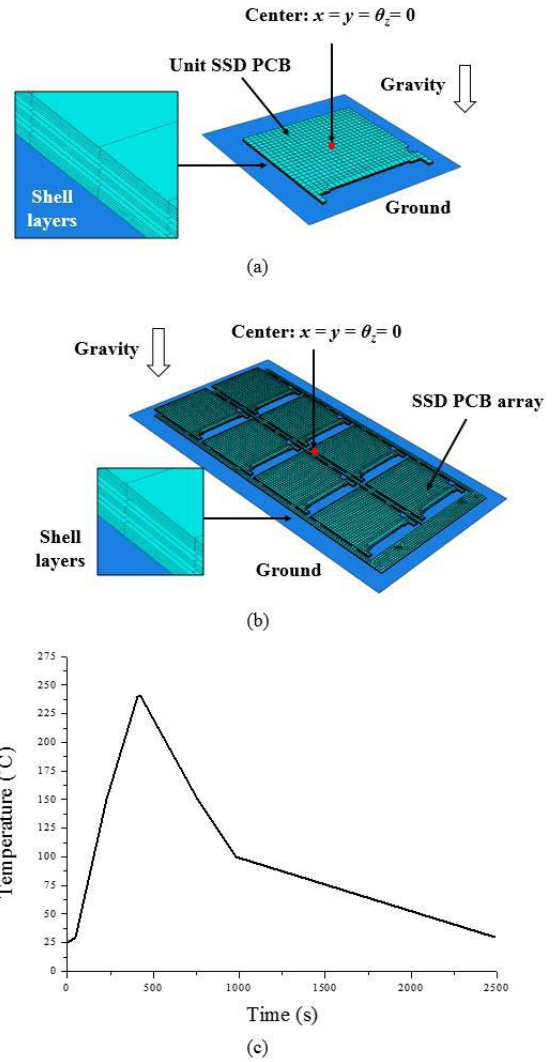 Center: x = y = θz= 0
Unit SSD PCB
Gravity
Shell
layers
Ground
(a)
Center: x = y = θz= 0
Gravity
SSD PCB array
Shell
layers
Ground
(b)
275
250
225
200
175
150
125
100
75
50
25
0
Temperature (°C)
0 500 1000 1500 2000 2500
Time (s)
(c)